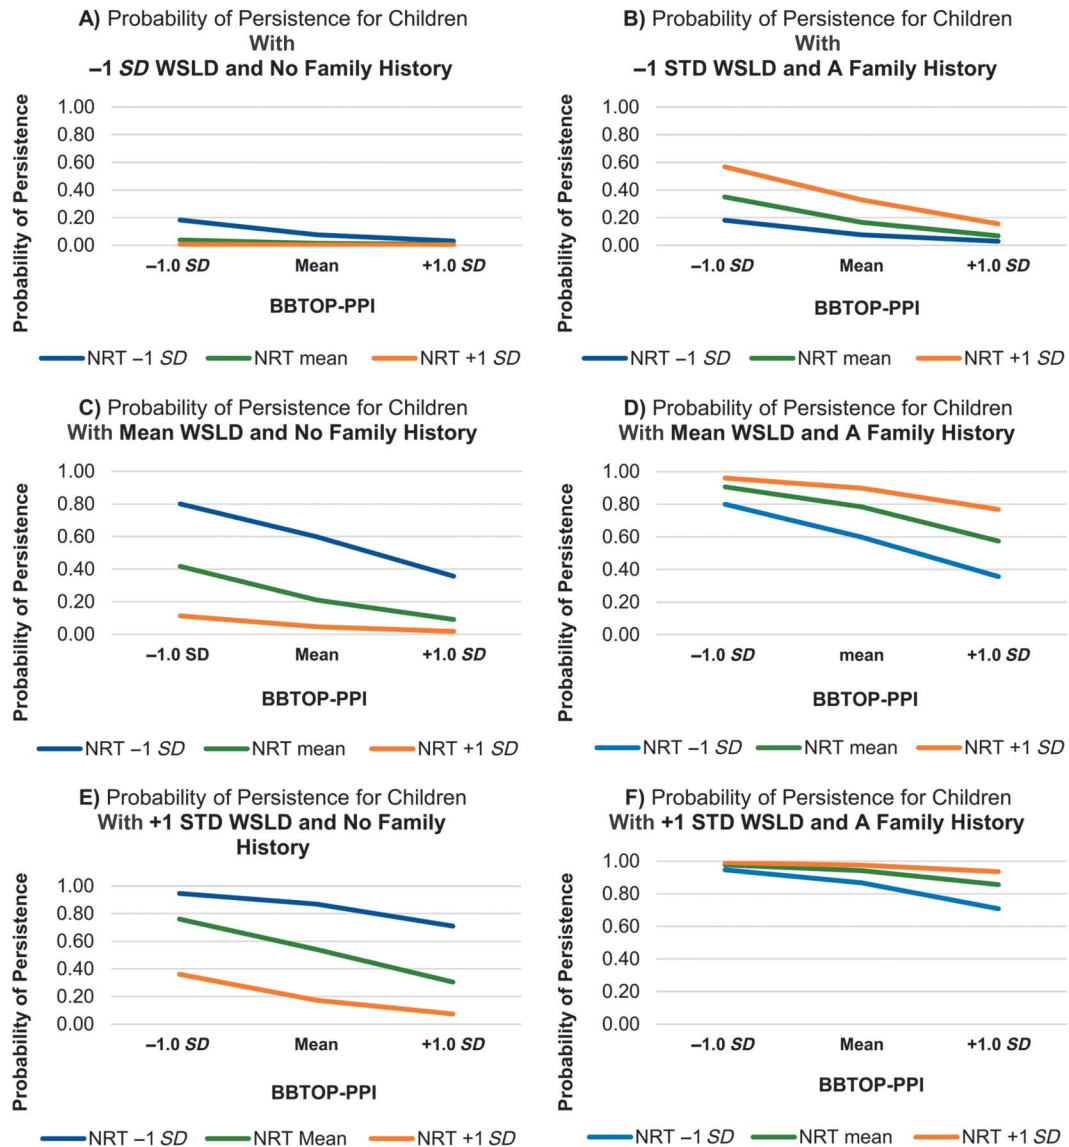 A) Probability of Persistence for Children
With
–1 SD WSLD and No Family History
Probability of Persistence
1.00
0.80
0.60
0.40
0.20
0.00
–1.0 SD Mean +1.0 SD
BBTOP-PPI
NRT –1 SD NRT mean NRT +1 SD
B) Probability of Persistence for Children
With
–1 STD WSLD and A Family History
Probability of Persistence
1.00
0.80
0.60
0.40
0.20
0.00
–1.0 SD Mean +1.0 SD
BBTOP-PPI
NRT –1 SD NRT mean NRT +1 SD
C) Probability of Persistence for Children
With Mean WSLD and No Family History
Probability of Persistence
1.00
0.80
0.60
0.40
0.20
0.00
–1.0 SD Mean +1.0 SD
BBTOP-PPI
NRT –1 SD NRT mean NRT +1 SD
D) Probability of Persistence for Children
With Mean WSLD and A Family History
Probability of Persistence
1.00
0.80
0.60
0.40
0.20
0.00
–1.0 SD mean +1.0 SD
BBTOP-PPI
NRT –1 SD NRT mean NRT +1 SD
E) Probability of Persistence for Children
With +1 STD WSLD and No Family
History
Probability of Persistence
1.00
0.80
0.60
0.40
0.20
0.00
–1.0 SD Mean +1.0 SD
BBTOP-PPI
NRT –1 SD NRT Mean NRT +1 SD
F) Probability of Persistence for Children
With +1 STD WSLD and A Family History
Probability of Persistence
1.00
0.80
0.60
0.40
0.20
0.00
–1.0 SD Mean +1.0 SD
BBTOP-PPI
NRT –1 SD NRT mean NRT +1 SD